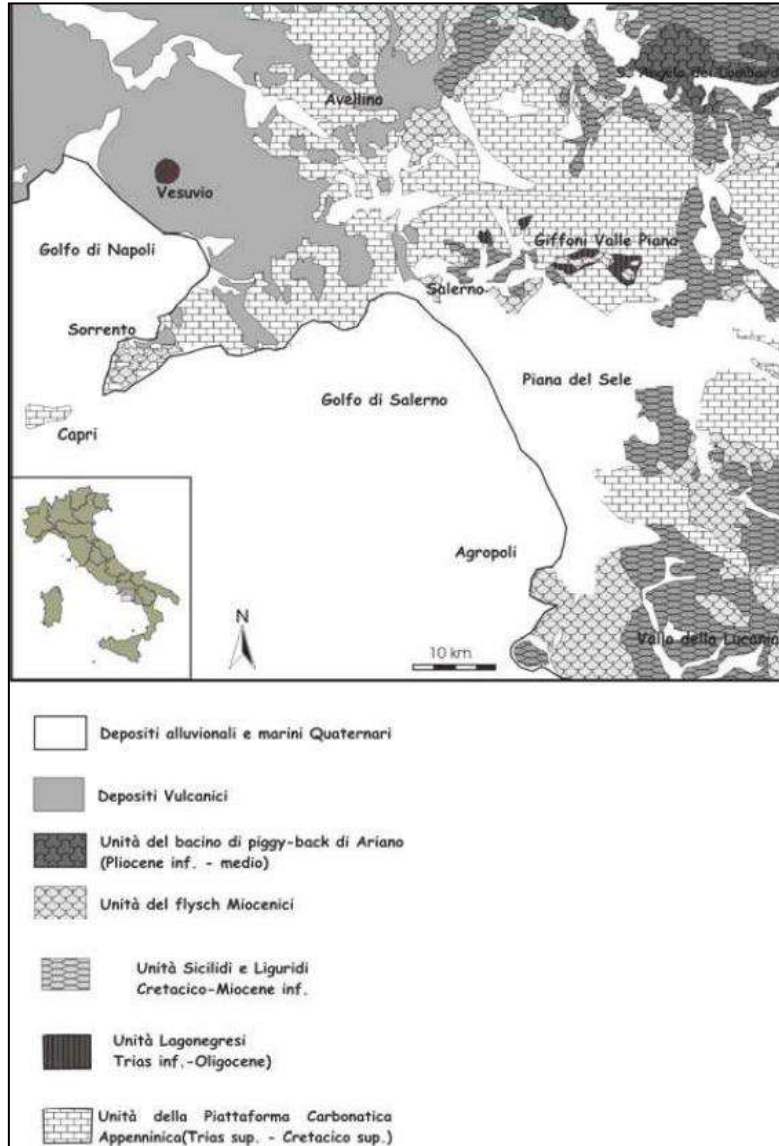 S. Angelo dei Lombardi
Avellino
Vesuvio
Golfo di Napoli
Giffoni Valle Piana
Salerno
Sorrento
Piana del Sele
Golfo di Salerno
Capri
Agropoli
N
Vallo della Lucania
10 km
Depositi alluvionali e marini Quaternari
Depositi Vulcanici
Unità del bacino di piggy-back di Ariano
(Pliocene inf. - medio)
Unità del flysch Miocenici
Unità Sicilidi e Liguridi
Cretacico-Miocene inf.
Unità Lagonegresi
Trias inf.-Oligocene)
Unità della Piattaforma Carbonatica
Appenninica(Trias sup. - Cretacico sup.)